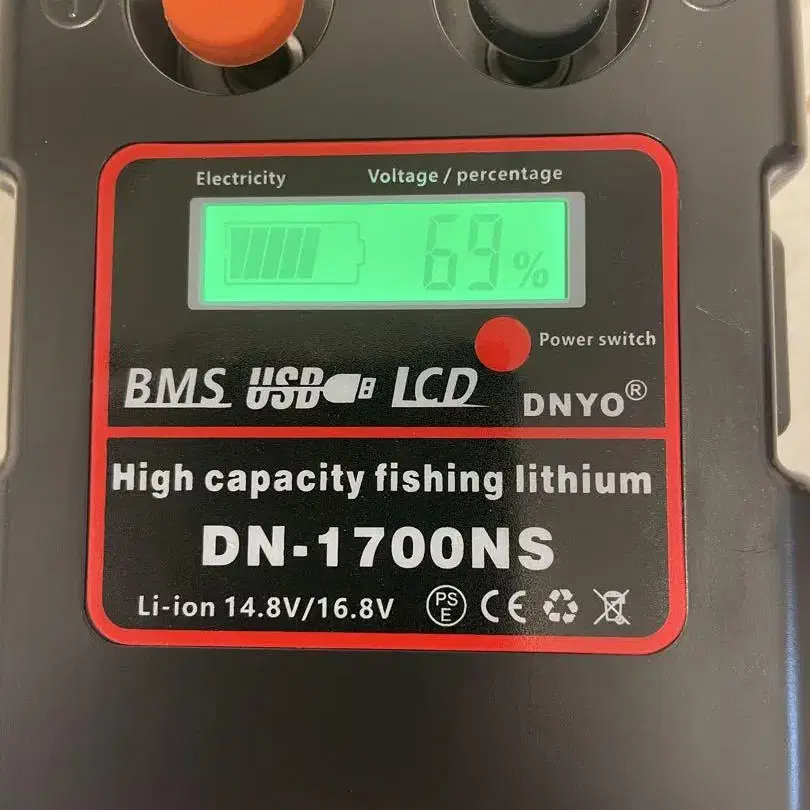 Electricity
Voltage / percentage
69%
Power switch
BMS USB LCD DNYO®
High capacity fishing lithium
DN-1700NS
Li-ion 14.8V/16.8V PSE CE